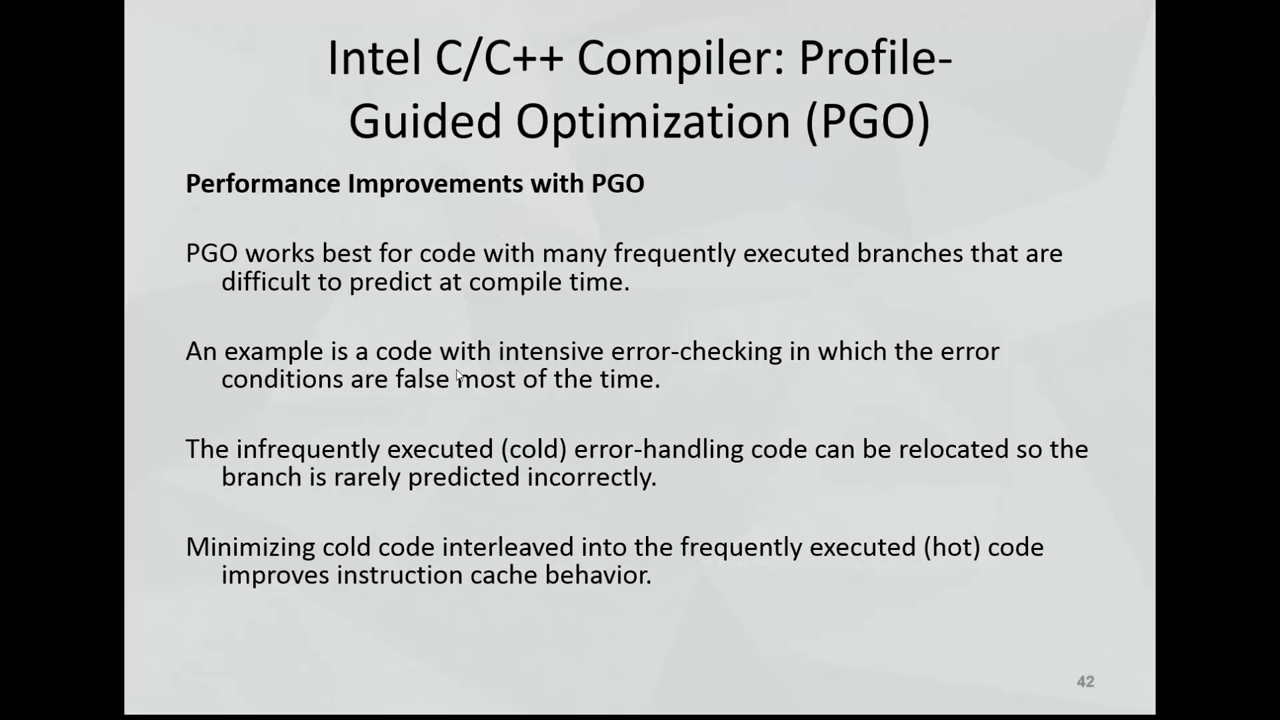 Intel C/C++ Compiler: Profile-
Guided Optimization (PGO)
Performance Improvements with PGO
PGO works best for code with many frequently executed branches that are
difficult to predict at compile time.
An example is a code with intensive error-checking in which the error
conditions are false most of the time.
The infrequently executed (cold) error-handling code can be relocated so the
branch is rarely predicted incorrectly.
Minimizing cold code interleaved into the frequently executed (hot) code
improves instruction cache behavior.
42